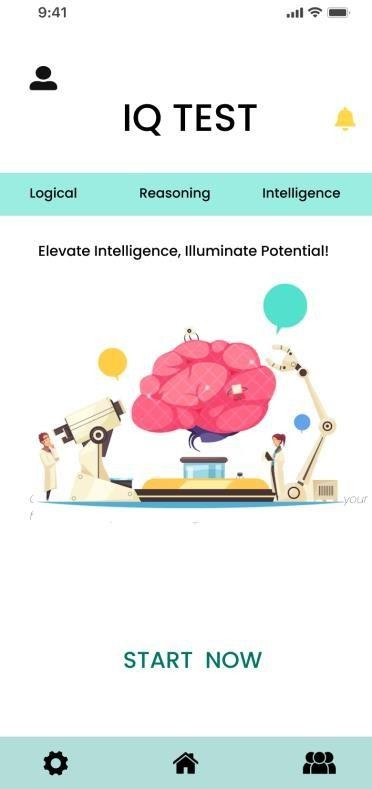 9:41
IQ TEST
Logical Reasoning Intelligence
Elevate Intelligence, Illuminate Potential!
your
START NOW